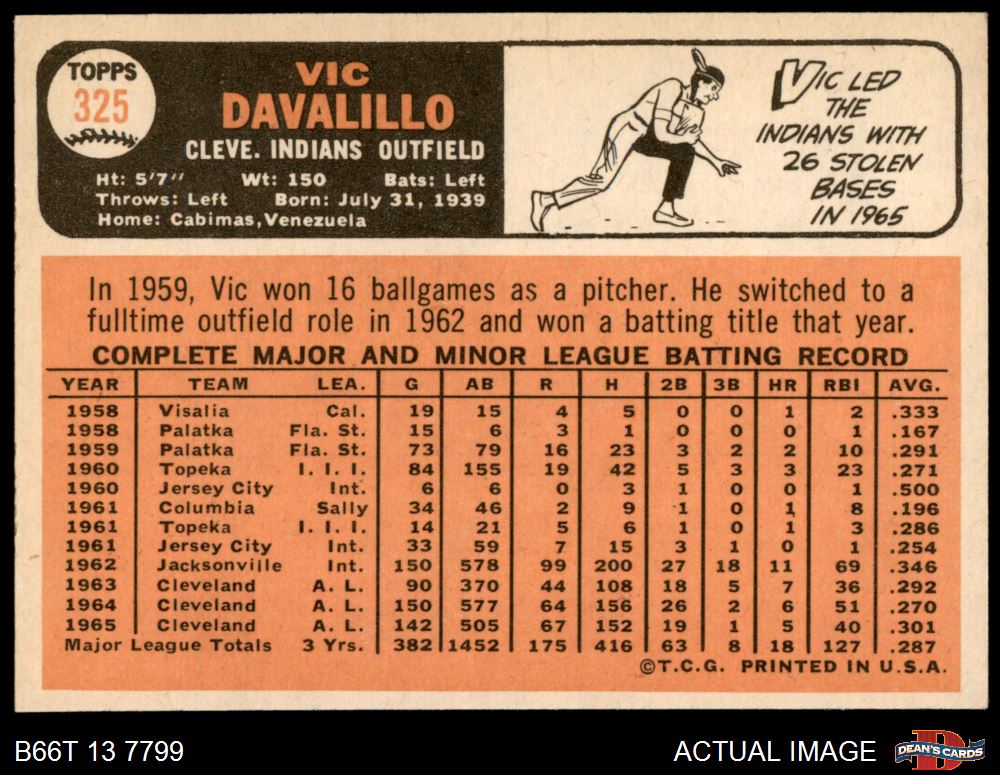 TOPPS
325
VIC
DAVALILLO
CLEVE. INDIANS OUTFIELD
Ht: 5'7" Wt: 150 Bats: Left
Throws: Left Born: July 31, 1939
Home: Cabimas, Venezuela
VIC LED
THE
INDIANS WITH
26 STOLEN
BASES
IN 1965
In 1959, Vic won 16 ballgames as a pitcher. He switched to a
fulltime outfield role in 1962 and won a batting title that year.
COMPLETE MAJOR AND MINOR LEAGUE BATTING RECORD
YEAR TEAM LEA. G AB R H 2B 3B HR RBI AVG.
1958 Visalia Cal. 19 15 4 5 0 0 1 2 .333
1958 Palatka Fla. St. 15 6 3 1 0 0 0 1 .167
1959 Palatka Fla. St. 73 79 16 23 3 2 2 10 .291
1960 Topeka I. I. I. 84 155 19 42 5 3 3 23 .271
1960 Jersey City Int. 6 6 0 3 1 0 0 1 .500
1961 Columbia Sally 34 46 2 9 1 0 1 8 .196
1961 Topeka I. I. I. 14 21 5 6 1 0 1 3 .286
1961 Jersey City Int. 33 59 7 15 3 1 0 1 .254
1962 Jacksonville Int. 150 578 99 200 27 18 11 69 .346
1963 Cleveland A. L. 90 370 44 108 18 5 7 36 .292
1964 Cleveland A. L. 150 577 64 156 26 2 6 51 .270
1965 Cleveland A. L. 142 505 67 152 19 1 5 40 .301
Major League Totals 3 Yrs. 382 1452 175 416 63 8 18 127 .287
©T.C.G. PRINTED IN U.S.A.
B66T 13 7799
ACTUAL IMAGE
D
DEAN'S CARDS